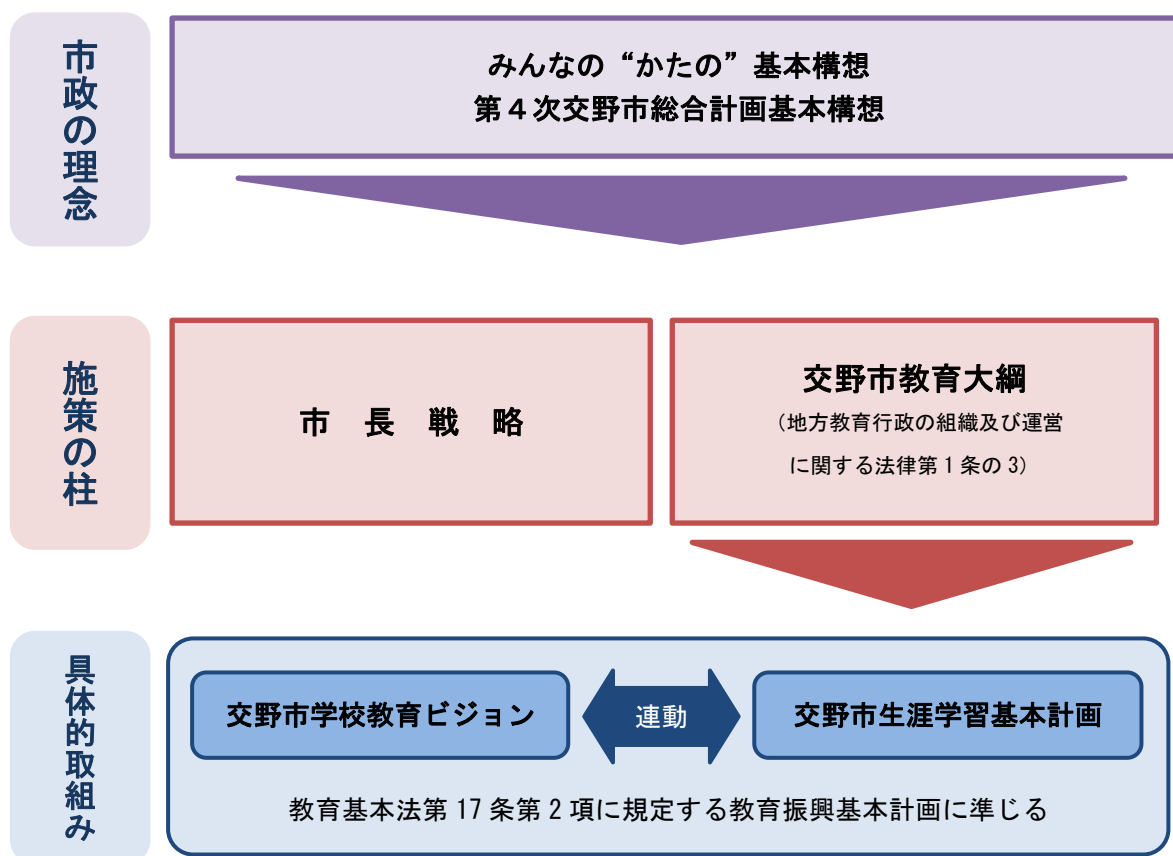 市政の理念
みんなの“かたの”基本構想
第４次交野市総合計画基本構想
施策の柱
市長戦略
交野市教育大綱
（地方教育行政の組織及び運営
に関する法律第１条の３）
具体的取組み
交野市学校教育ビジョン
連動
交野市生涯学習基本計画
教育基本法第 17 条第２項に規定する教育振興基本計画に準じる